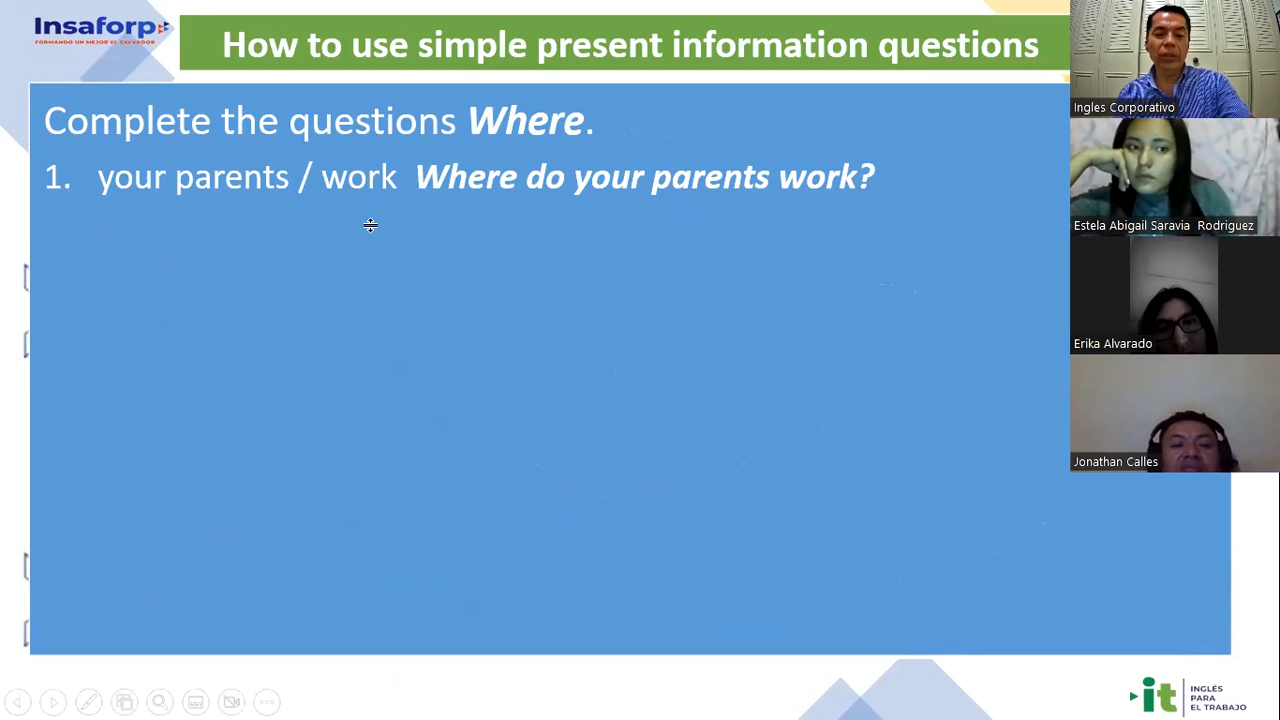 Insaforp
FORMANDO UN MEJOR EL SALVADOR
How to use simple present information questions
Complete the questions Where.
1. your parents / work Where do your parents work?
Ingles Corporativo
Estela Abigail Saravia Rodriguez
Erika Alvarado
Jonathan Calles
it
INGLÉS
PARA
EL TRABAJO